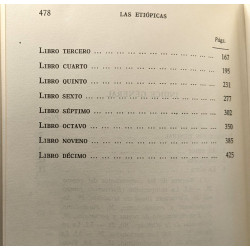 478 LAS ETIÓPICAS
Págs.
LIBRO TERCERO ... 167
LIBRO CUARTO ... 195
LIBRO QUINTO ... 231
LIBRO SEXTO ... 277
LIBRO SÉPTIMO ... 302
LIBRO OCTAVO ... 350
LIBRO NOVENO ... 385
LIBRO DÉCIMO ... 425